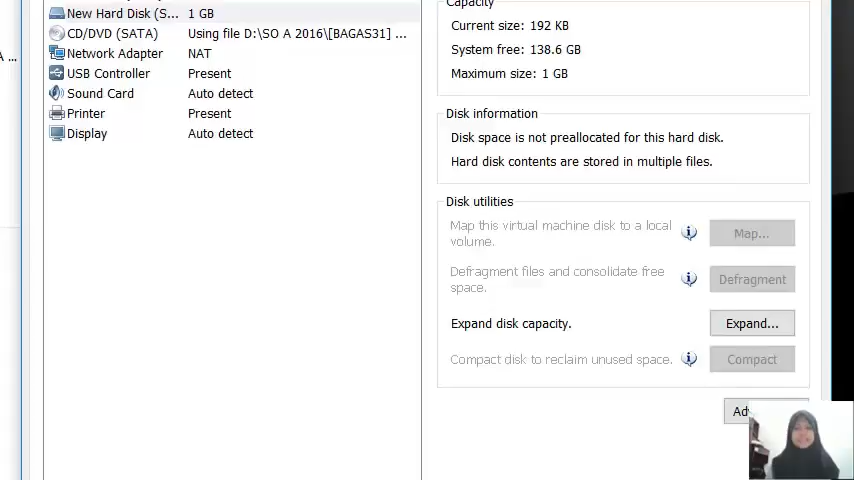 New Hard Disk (S... 1 GB
CD/DVD (SATA) Using file D:\SO A 2016\[BAGAS31] ...
Network Adapter NAT
USB Controller Present
Sound Card Auto detect
Printer Present
Display Auto detect
A ...
Capacity
Current size: 192 KB
System free: 138.6 GB
Maximum size: 1 GB
Disk information
Disk space is not preallocated for this hard disk.
Hard disk contents are stored in multiple files.
Disk utilities
Map this virtual machine disk to a local
volume.
Map...
Defragment files and consolidate free
space.
Defragment
Expand disk capacity.
Expand...
Compact disk to reclaim unused space.
Compact